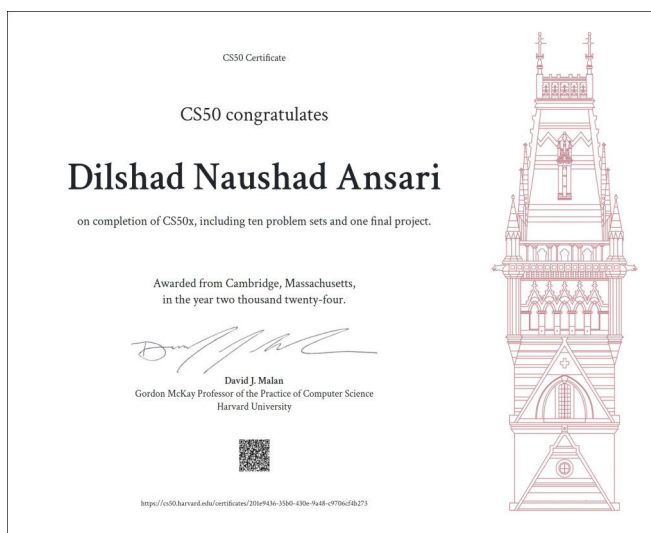 CS50 Certificate
CS50 congratulates
Dilshad Naushad Ansari
on completion of CS50x, including ten problem sets and one final project.
Awarded from Cambridge, Massachusetts,
in the year two thousand twenty-four.
David J. Malan
Gordon McKay Professor of the Practice of Computer Science
Harvard University
https://cs50.harvard.edu/certificates/201e9436-35b0-430e-9a48-c9706cf4b273